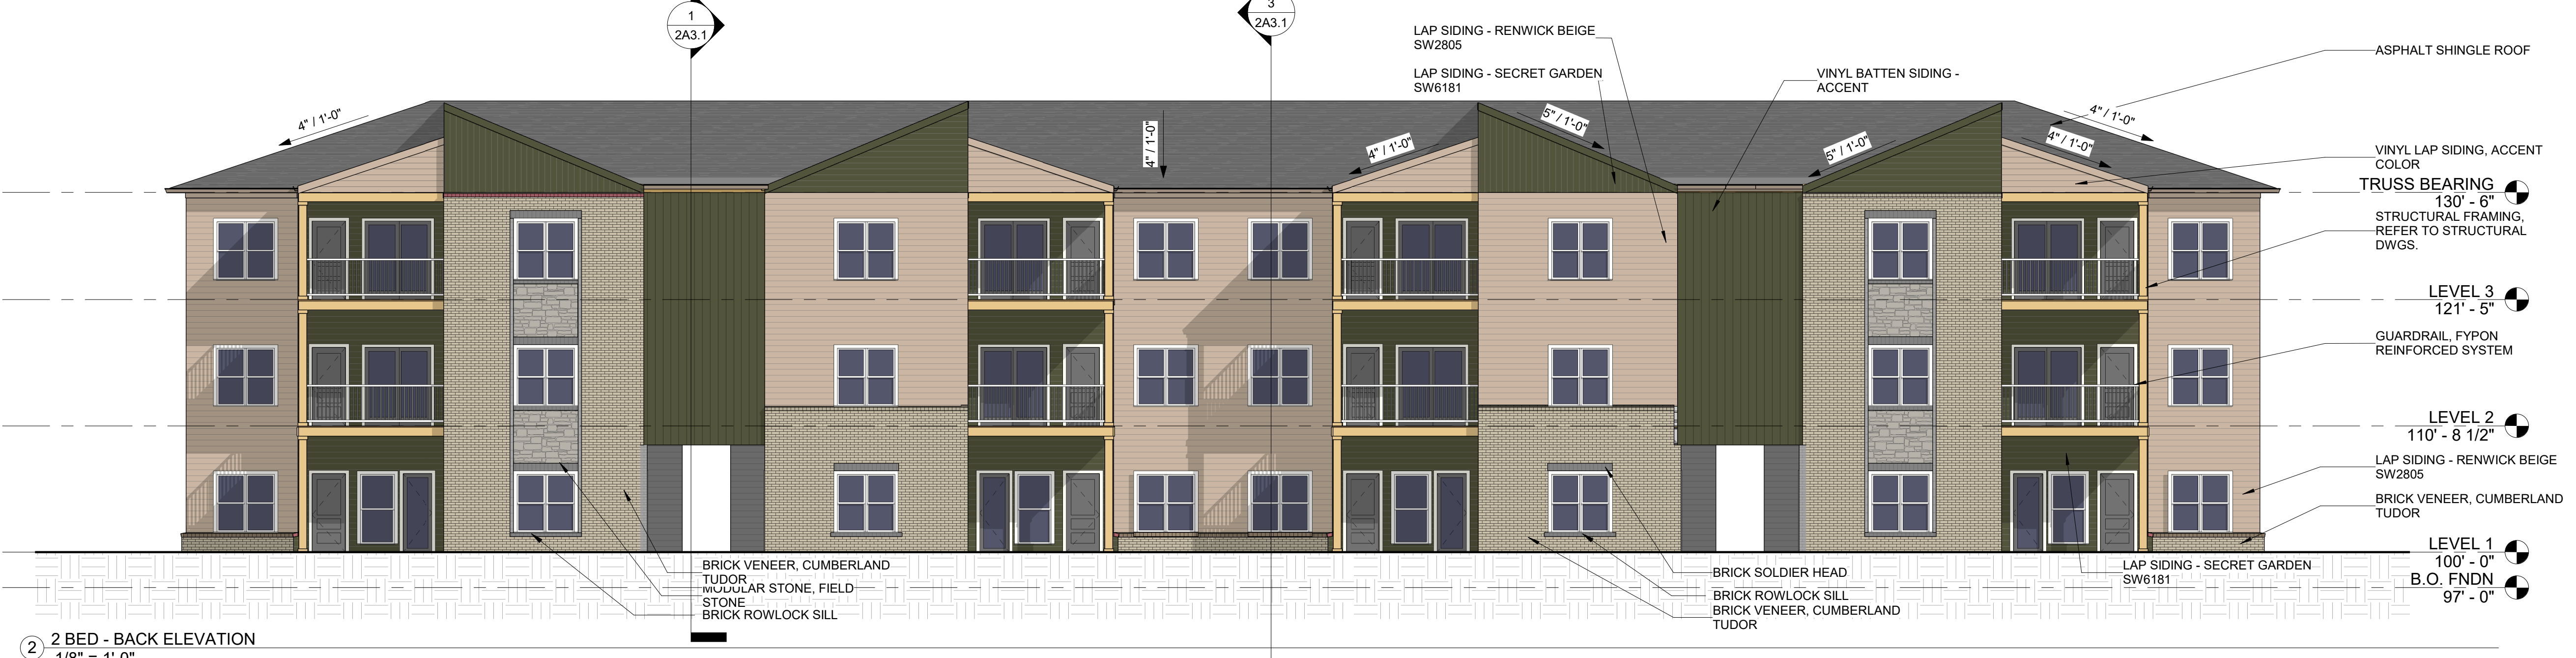 1
2A3.1
3
2A3.1
LAP SIDING - RENWICK BEIGE
SW2805
LAP SIDING - SECRET GARDEN
SW6181
VINYL BATTEN SIDING -
ACCENT
ASPHALT SHINGLE ROOF
4" / 1'-0"
4" / 1'-0"
4" / 1'-0"
5" / 1'-0"
5" / 1'-0"
4" / 1'-0"
4" / 1'-0"
VINYL LAP SIDING, ACCENT
COLOR
TRUSS BEARING
130' - 6"
STRUCTURAL FRAMING,
REFER TO STRUCTURAL
DWGS.
LEVEL 3
121' - 5"
GUARDRAIL, FYPON
REINFORCED SYSTEM
LEVEL 2
110' - 8 1/2"
LAP SIDING - RENWICK BEIGE
SW2805
BRICK VENEER, CUMBERLAND
TUDOR
LEVEL 1
100' - 0"
B.O. FNDN
97' - 0"
LAP SIDING - SECRET GARDEN
SW6181
BRICK VENEER, CUMBERLAND
TUDOR
MODULAR STONE, FIELD
STONE
BRICK ROWLOCK SILL
BRICK SOLDIER HEAD
BRICK ROWLOCK SILL
BRICK VENEER, CUMBERLAND
TUDOR
2
2 BED - BACK ELEVATION
1/8" = 1'-0"